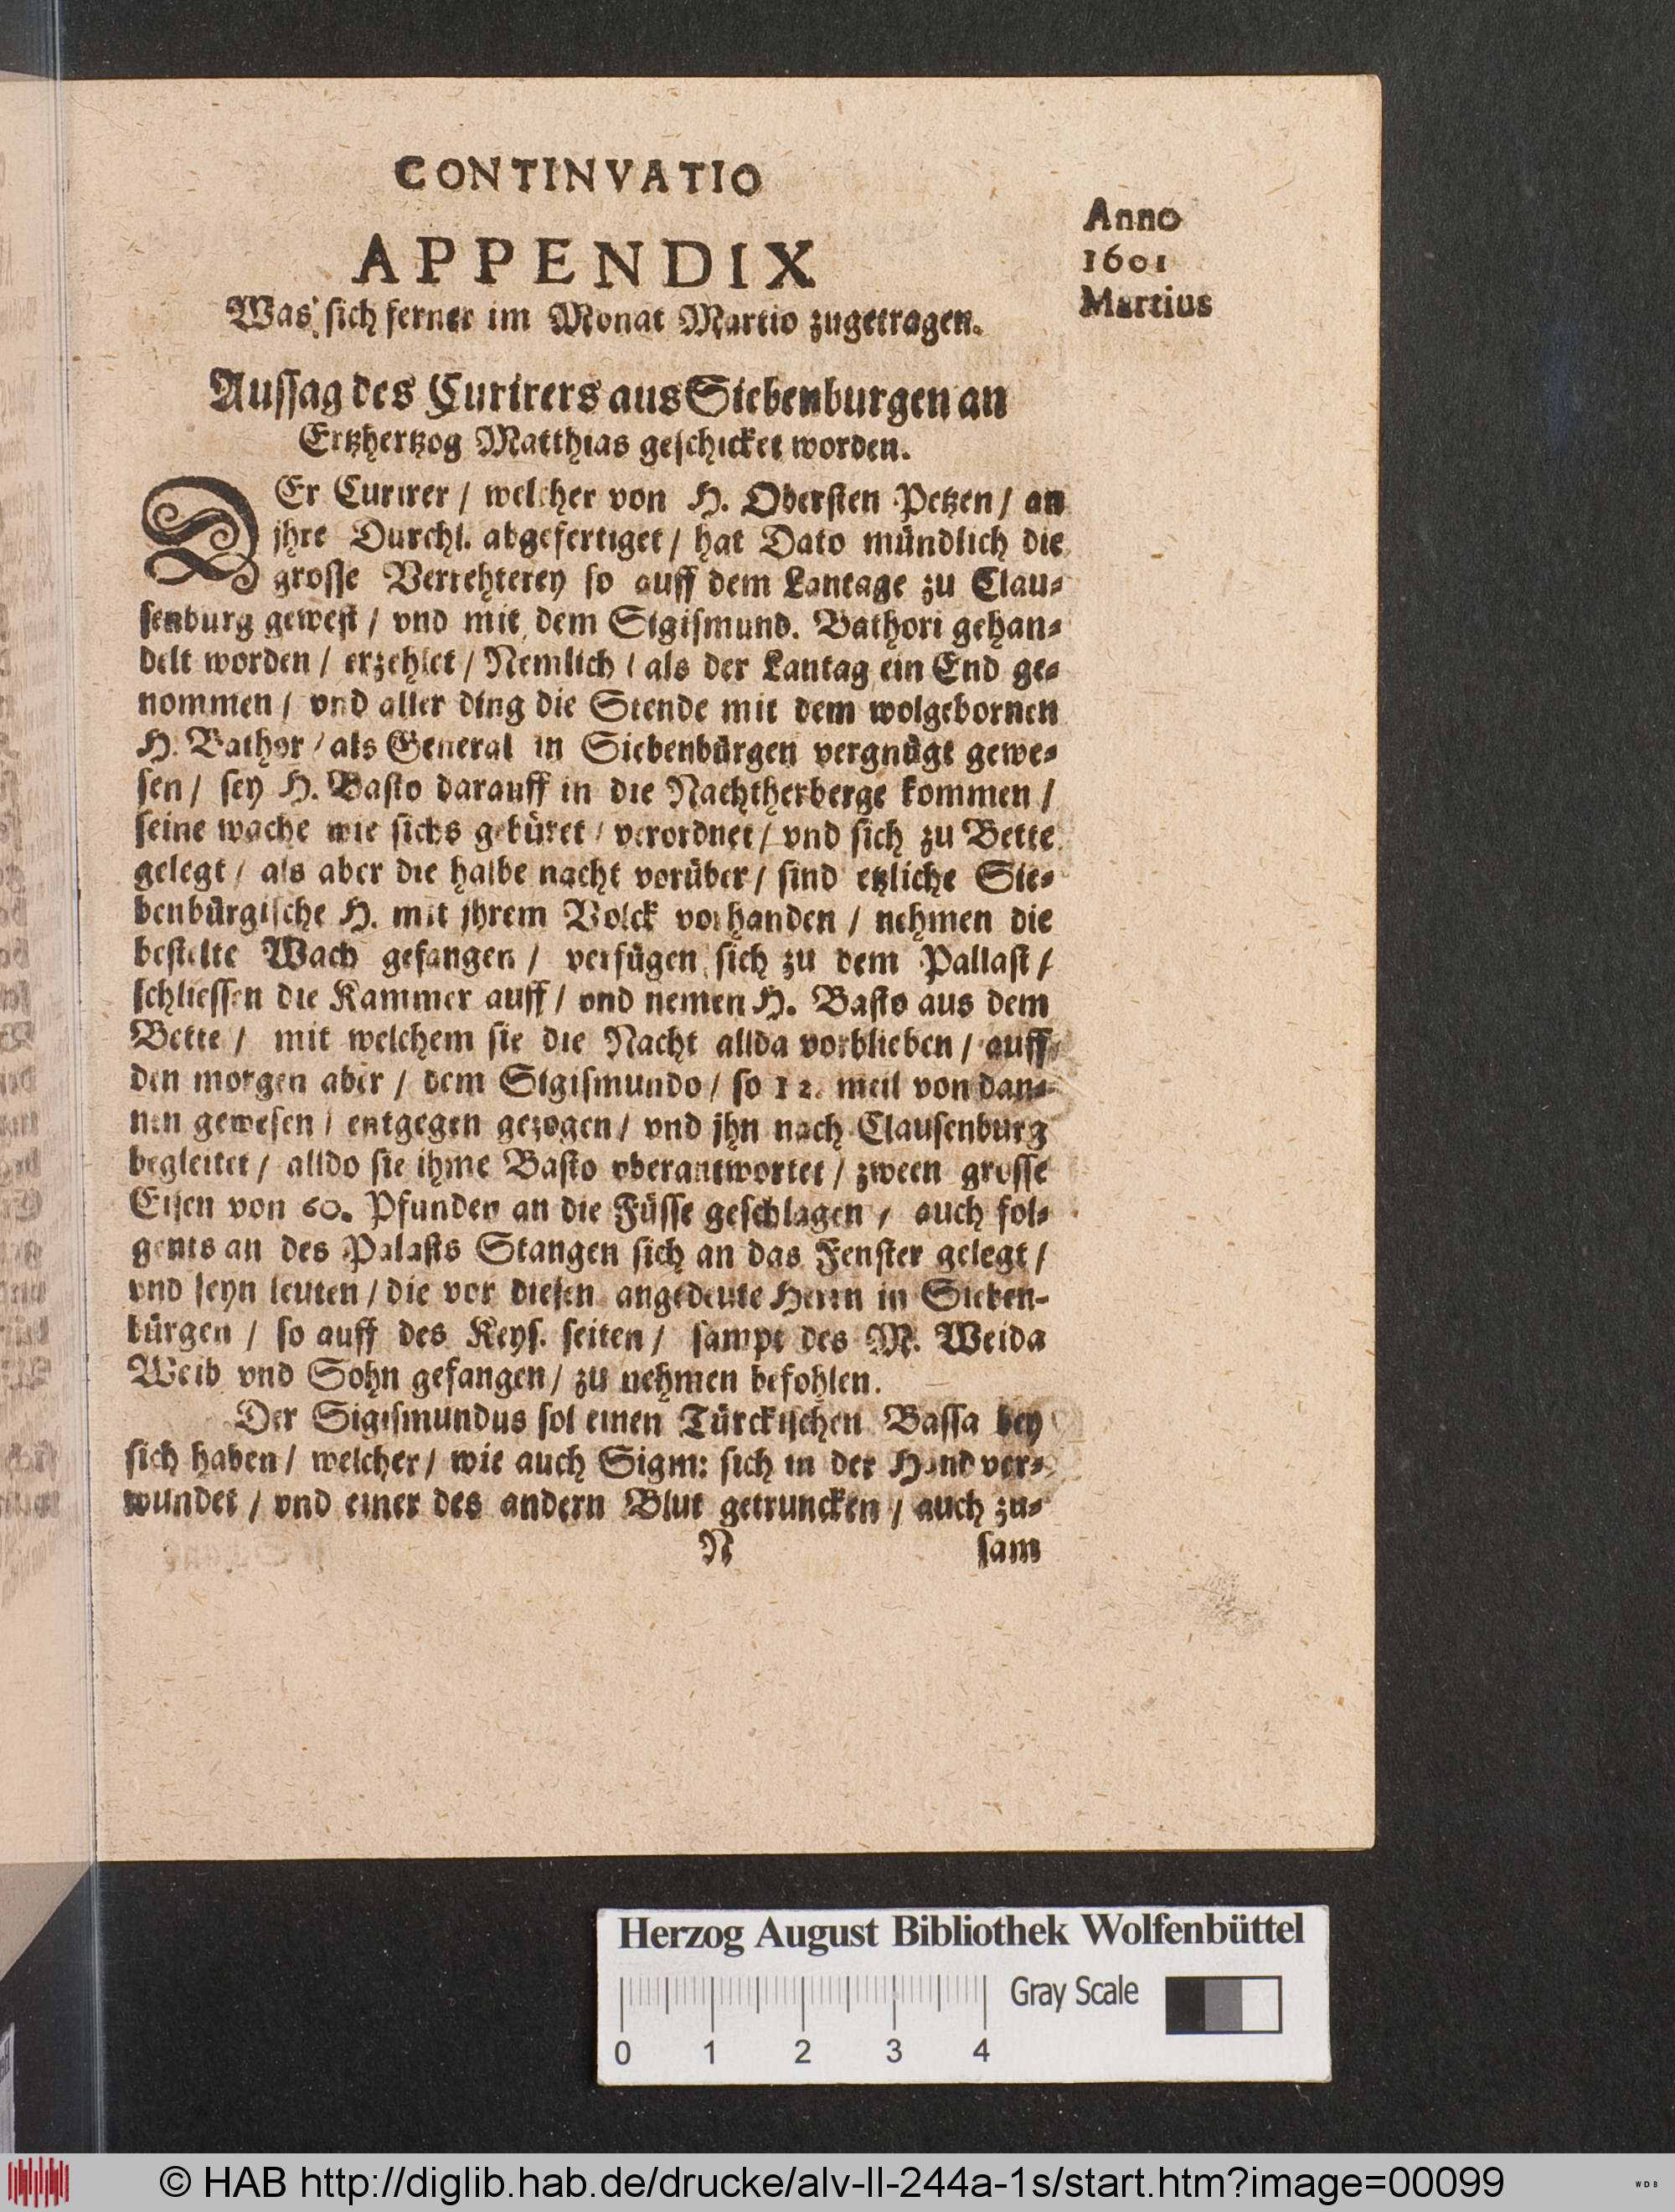 CONTINVATIO
APPENDIX
Was sich ferner im Monat Martio zugetragen.
Anno
1601
Martius
Aussag des Curirers aus Siebenburgen an
Ertzhertzog Matthias geschicket worden.
DEr Curirer / welcher von H. Obersten Petzen / an
jhre Durchl. abgefertiget / hat Dato mündlich die
grosse Verrehterey so auff dem Lantage zu Clau⸗
senburg gewest / vnd mit dem Sigismund. Bathori gehan⸗
delt worden / erzehlet / Nemlich / als der Lantag ein End ge⸗
nommen / vnd aller ding die Stende mit dem wolgebornen
H. Bathor / als General in Siebenbürgen vergnügt gewe⸗
sen / sey H. Basto darauff in die Nachtherberge kommen /
seine wache wie sichs gebüret / verordnet / vnd sich zu Bette
gelegt / als aber die halbe nacht vorüber / sind etzliche Sie⸗
benbürgische H. mit jhrem Volck vorhanden / nehmen die
bestelte Wach gefangen / verfügen sich zu dem Pallast /
schliessen die Kammer auff / vnd nemen H. Basto aus dem
Bette / mit welchem sie die Nacht allda vorblieben / auff
den morgen aber / dem Sigismundo / so 12. meil von dan⸗
nen gewesen / entgegen gezogen / vnd jhn nach Clausenburg
begleitet / alldo sie ihme Basto vberantwortet / zween grosse
Eisen von 60. Pfunden an die Füsse geschlagen / auch fol⸗
gents an des Palasts Stangen sich an das Fenster gelegt /
vnd seyn leuten / die vor diesen angedeute Herrn in Sieben-
bürgen / so auff des Keys. seiten / sampt des M. Weida
Weib vnd Sohn gefangen / zu nehmen befohlen.
Der Sigismundus sol einen Türckischen Bassa bey
sich haben / welcher / wie auch Sigm: sich in der Hand ver⸗
wundet / vnd einer des andern Blut getruncken / auch zu⸗
N sam
Herzog August Bibliothek Wolfenbüttel
Gray Scale
0 1 2 3 4
© HAB http://diglib.hab.de/drucke/alv-ll-244a-1s/start.htm?image=00099
WDB